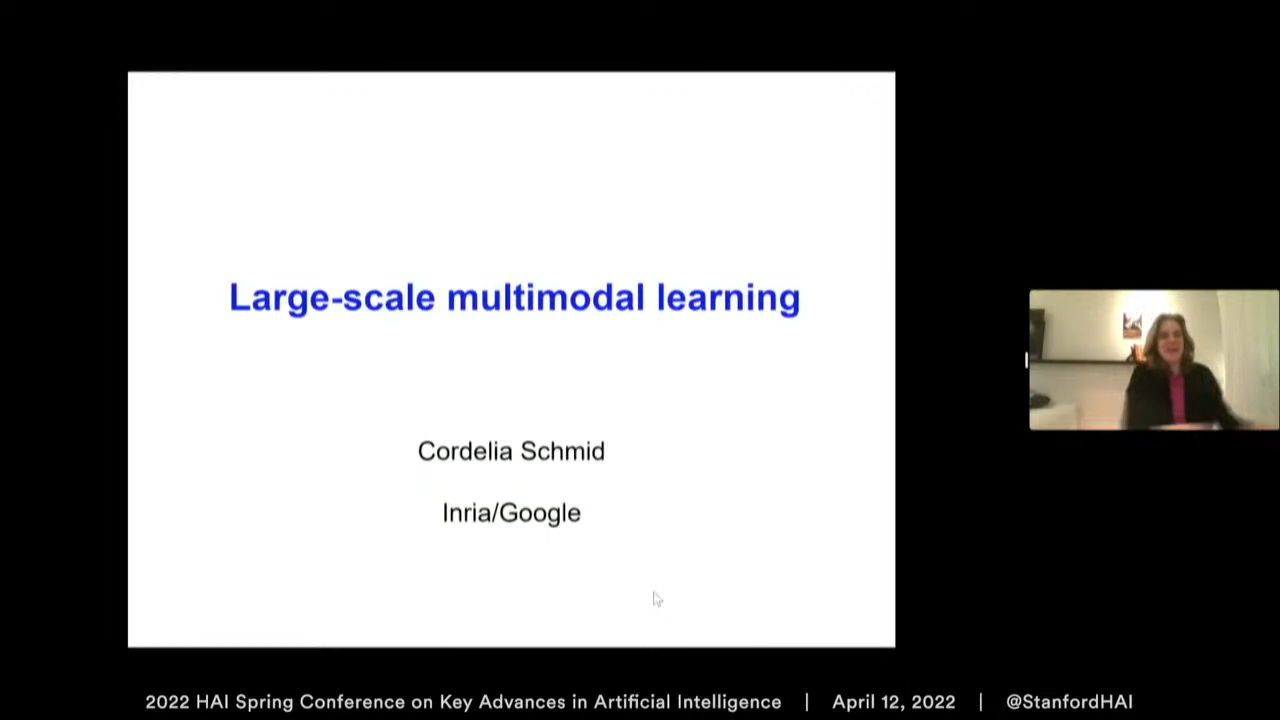 Large-scale multimodal learning
Cordelia Schmid
Inria/Google
2022 HAI Spring Conference on Key Advances in Artificial Intelligence | April 12, 2022 | @StanfordHAI